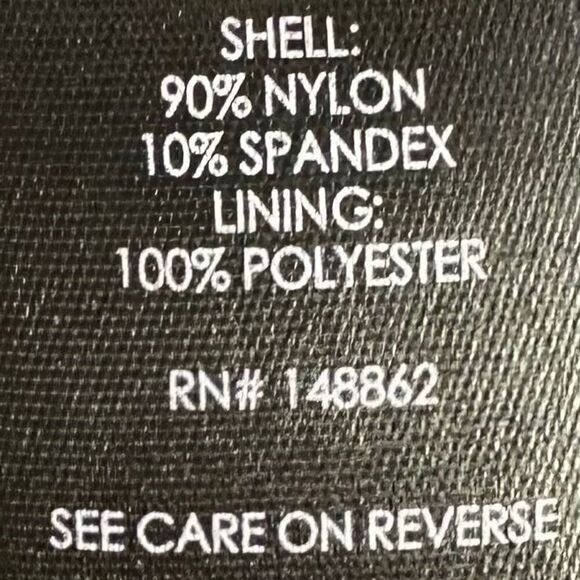 SHELL:
90% NYLON
10% SPANDEX
LINING:
100% POLYESTER
RN# 148862
SEE CARE ON REVERSE